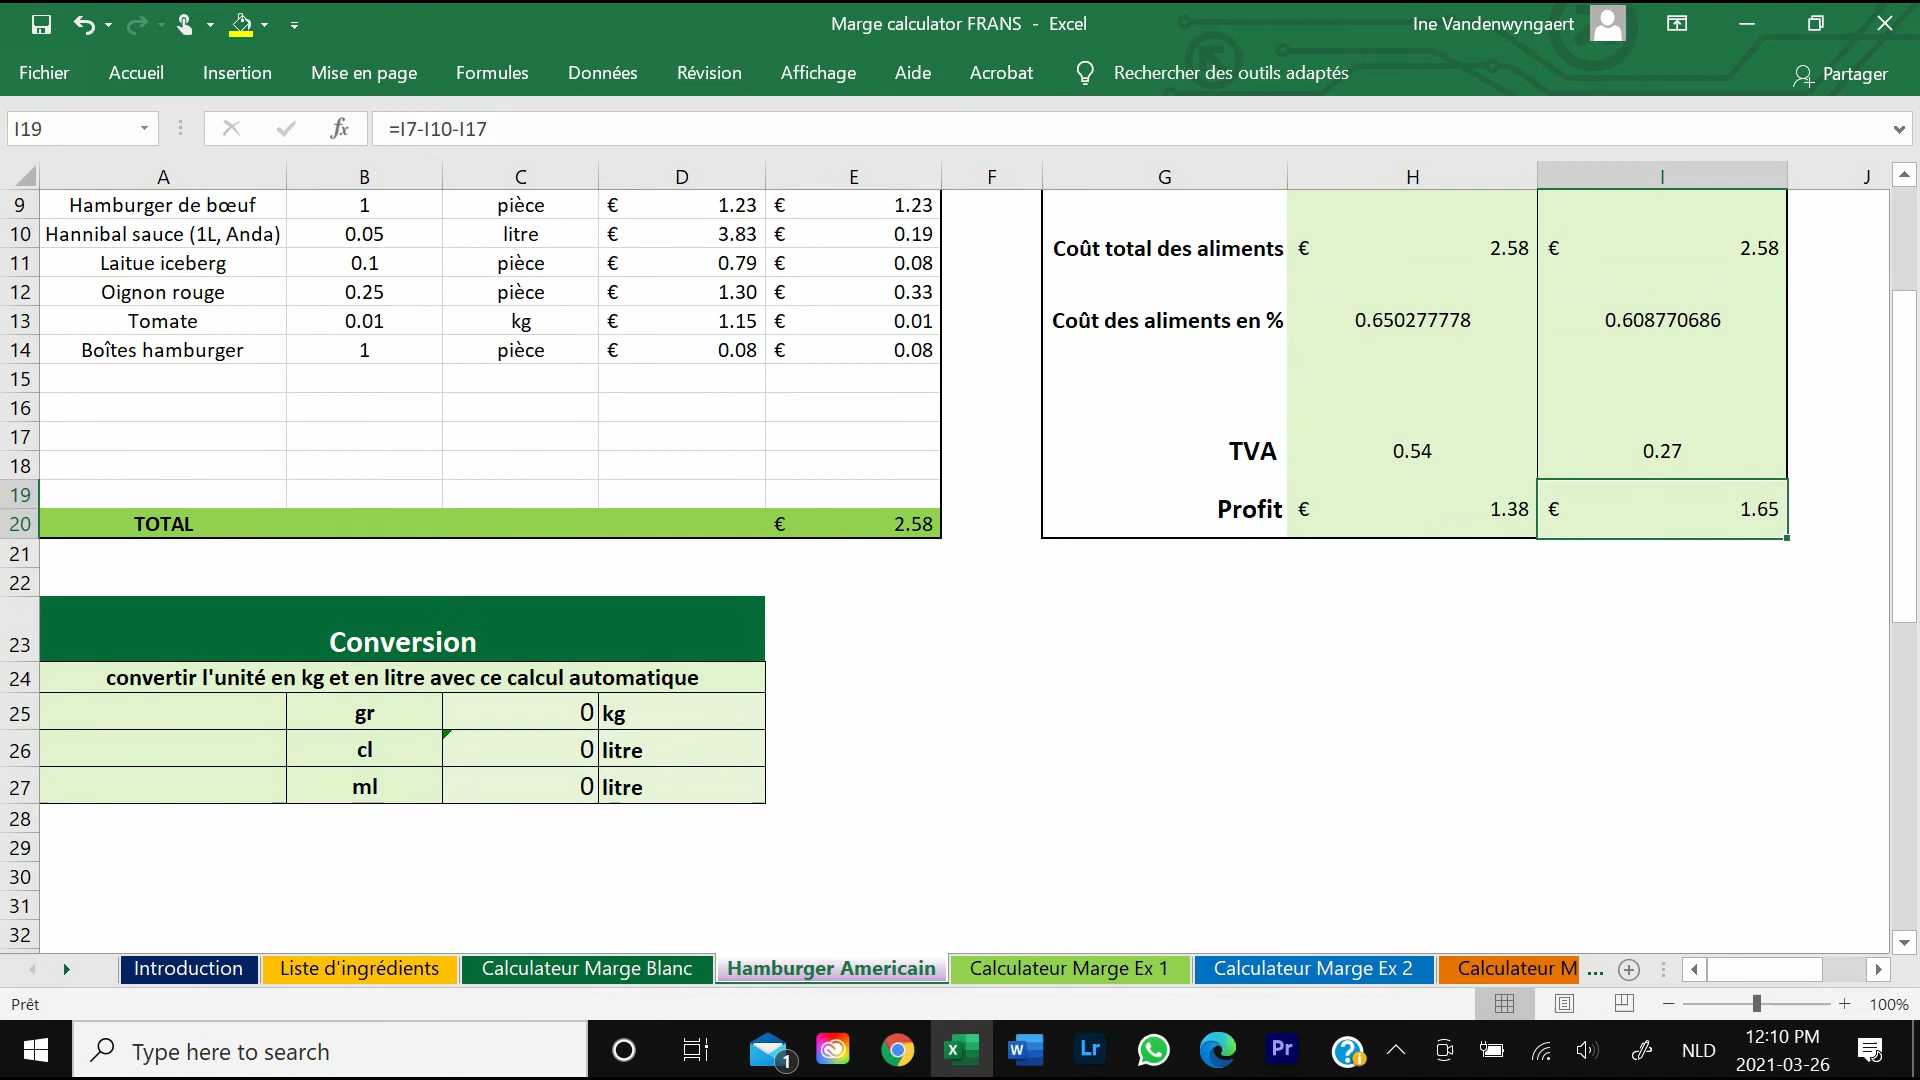 Marge calculator FRANS - Excel
Ine Vandenwyngaert
Fichier Accueil Insertion Mise en page Formules Données Révision Affichage Aide Acrobat Rechercher des outils adaptés Partager
I19 fx =I7-I10-I17
A B C D E F G H I J
9 Hamburger de bœuf 1 pièce € 1.23 € 1.23
10 Hannibal sauce (1L, Anda) 0.05 litre € 3.83 € 0.19
Coût total des aliments € 2.58 € 2.58
11 Laitue iceberg 0.1 pièce € 0.79 € 0.08
12 Oignon rouge 0.25 pièce € 1.30 € 0.33
13 Tomate 0.01 kg € 1.15 € 0.01
Coût des aliments en % 0.650277778 0.608770686
14 Boîtes hamburger 1 pièce € 0.08 € 0.08
15
16
17
TVA 0.54 0.27
18
19
Profit € 1.38 € 1.65
20 TOTAL € 2.58
21
22
23 Conversion
24 convertir l'unité en kg et en litre avec ce calcul automatique
25 gr 0 kg
26 cl 0 litre
27 ml 0 litre
28
29
30
31
32
Introduction Liste d'ingrédients Calculateur Marge Blanc Hamburger Americain Calculateur Marge Ex 1 Calculateur Marge Ex 2 Calculateur M ...
Prêt 100%
Type here to search 1 Lr Pr NLD 12:10 PM
2021-03-26